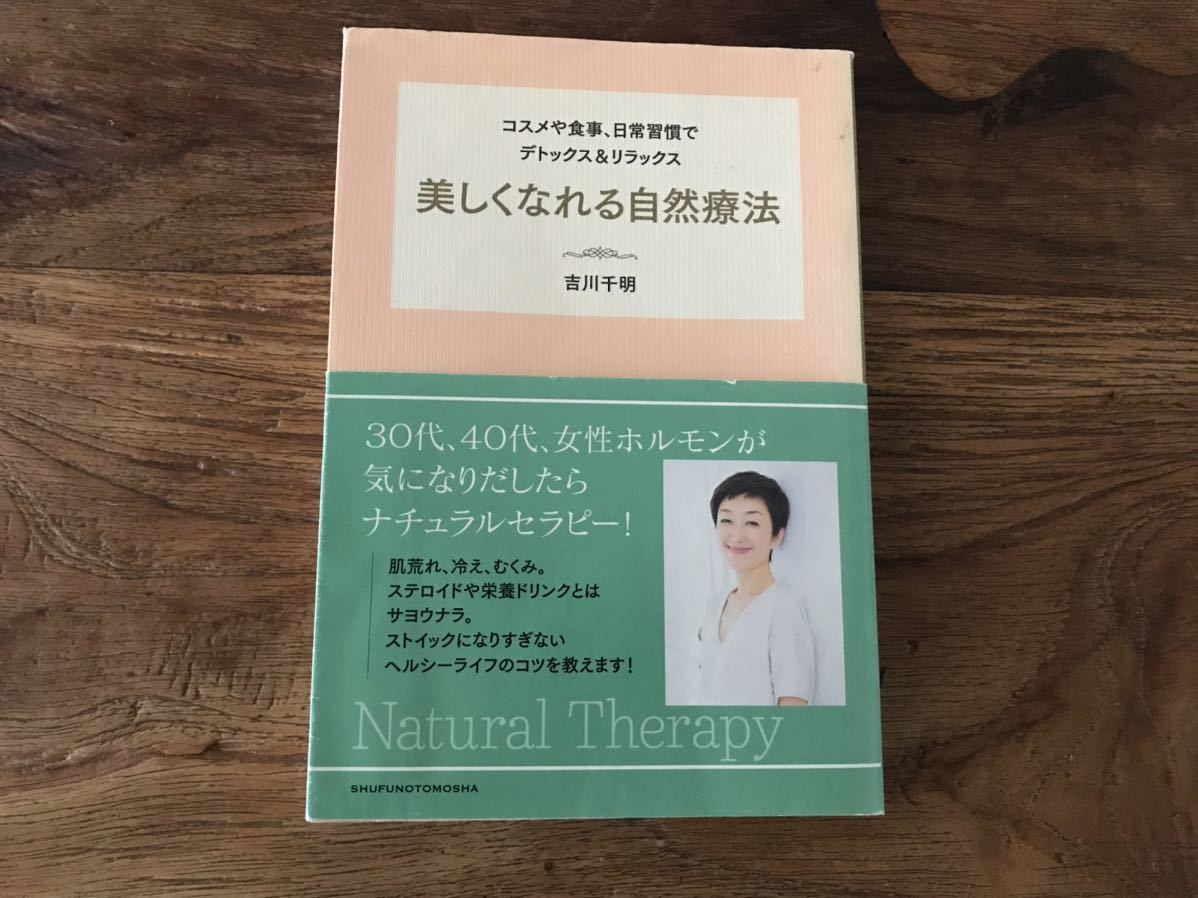 コスメや食事、日常習慣で
デトックス&リラックス
美しくなれる自然療法
吉川千明
30代、40代、女性ホルモンが
気になりだしたら
ナチュラルセラピー!
肌荒れ、冷え、むくみ。
ステロイドや栄養ドリンクとは
サヨウナラ。
ストイックになりすぎない
ヘルシーライフのコツを教えます!
Natural Therapy
SHUFUNOTOMOSHA